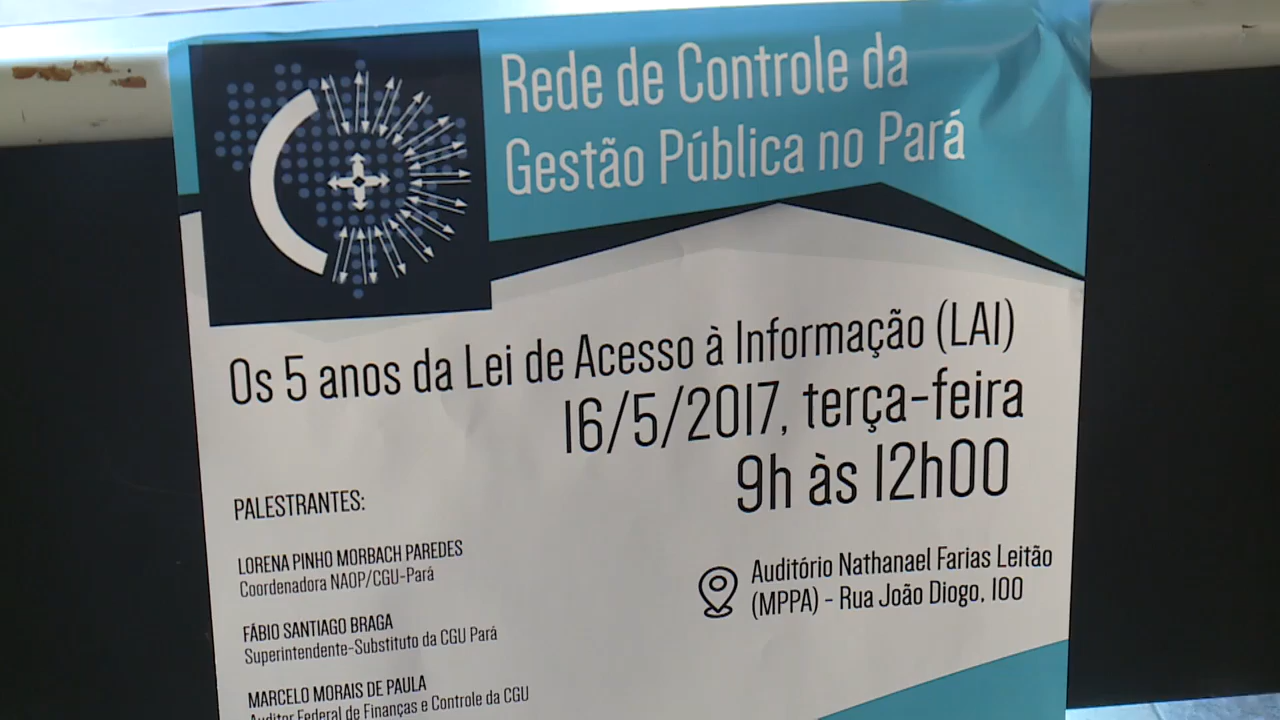 Rede de Controle da
Gestão Pública no Pará
Os 5 anos da Lei de Acesso à Informação (LAI)
16/5/2017, terça-feira
9h às 12h00
PALESTRANTES:
LORENA PINHO MORBACH PAREDES
Coordenadora NAOP/CGU-Pará
FÁBIO SANTIAGO BRAGA
Superintendente-Substituto da CGU Pará
MARCELO MORAIS DE PAULA
Auditor Federal de Finanças e Controle da CGU
Auditório Nathanael Farias Leitão
(MPPA) - Rua João Diogo, 100